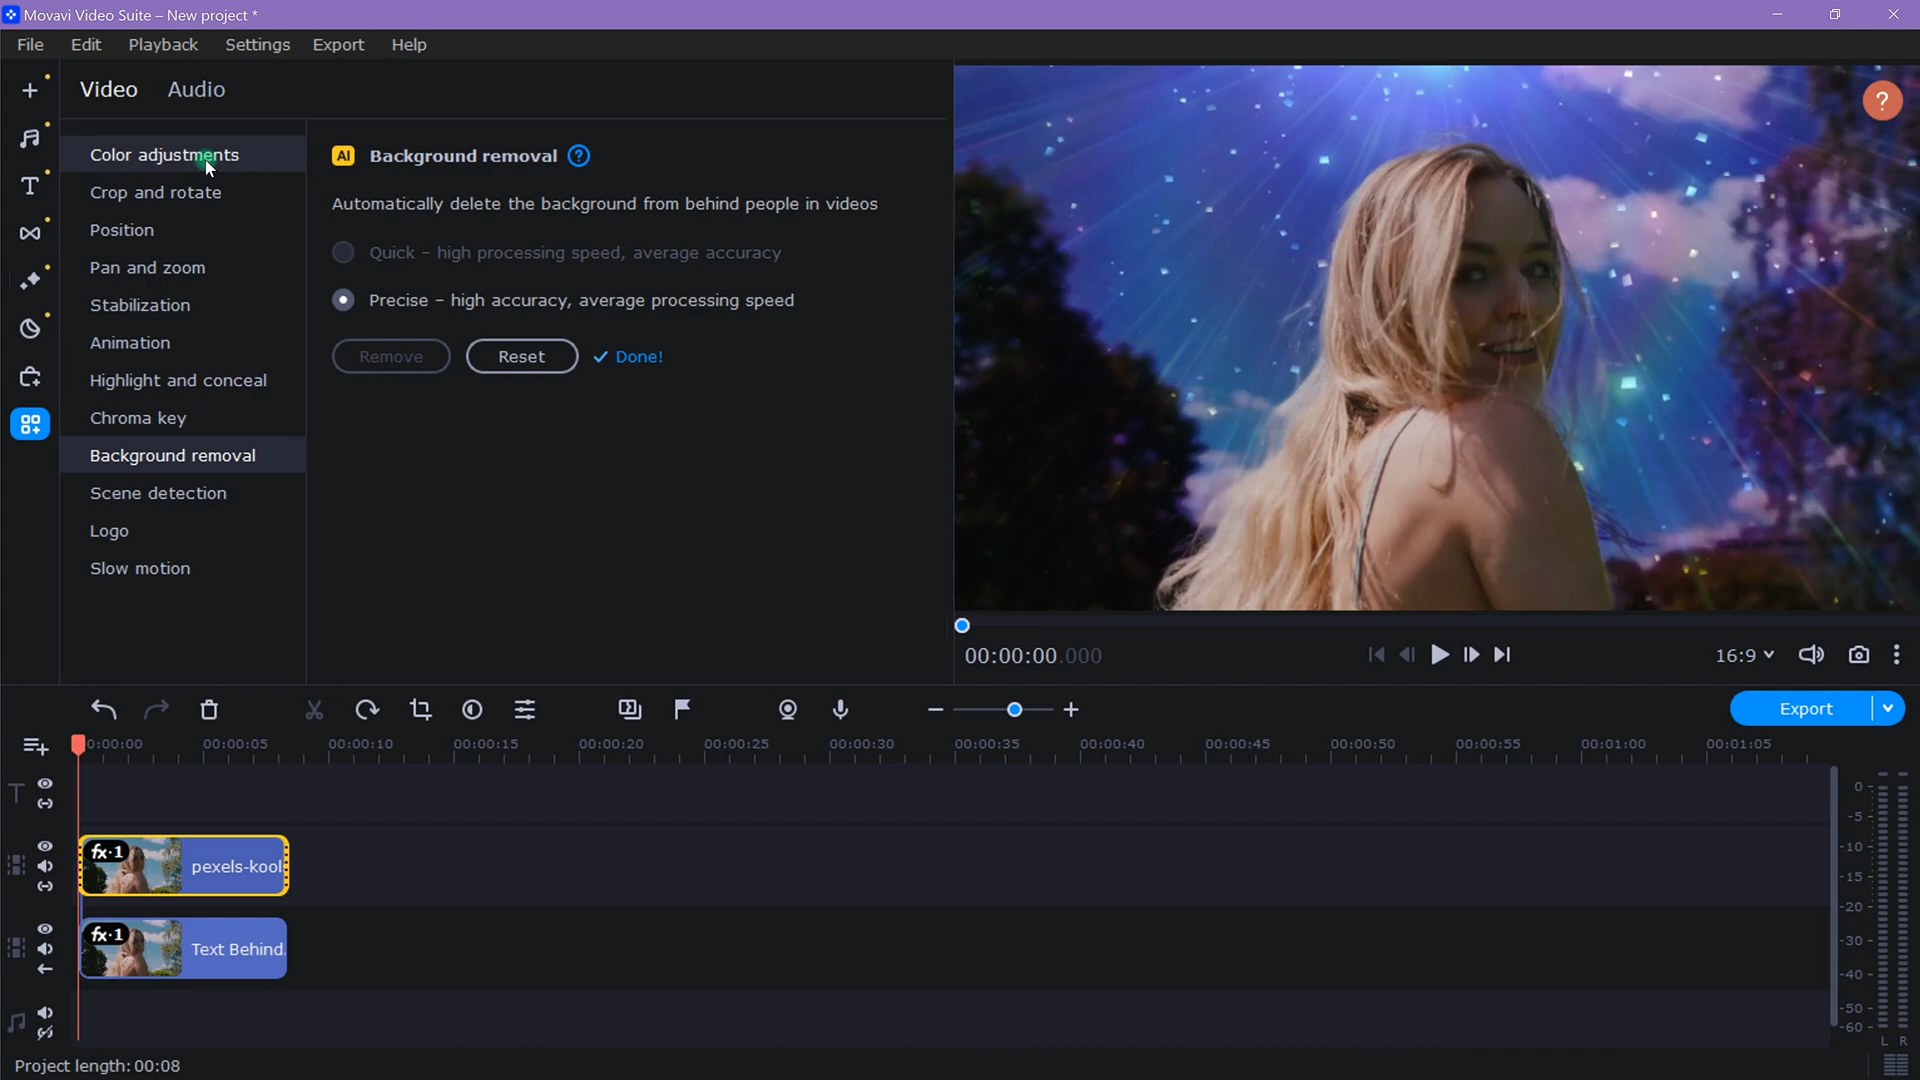 Movavi Video Suite – New project *
File Edit Playback Settings Export Help
Video Audio
Color adjustments
Crop and rotate
Position
Pan and zoom
Stabilization
Animation
Highlight and conceal
Chroma key
Background removal
Scene detection
Logo
Slow motion
AI Background removal ?
Automatically delete the background from behind people in videos
Quick – high processing speed, average accuracy
Precise – high accuracy, average processing speed
Remove Reset Done!
?
00:00:00.000
16:9
Export
0:00:00 00:00:05 00:00:10 00:00:15 00:00:20 00:00:25 00:00:30 00:00:35 00:00:40 00:00:45 00:00:50 00:00:55 00:01:00 00:01:05
fx·1 pexels-kool
fx·1 Text Behind.
0
-5
-10
-15
-20
-30
-40
-50
-60
L R
Project length: 00:08